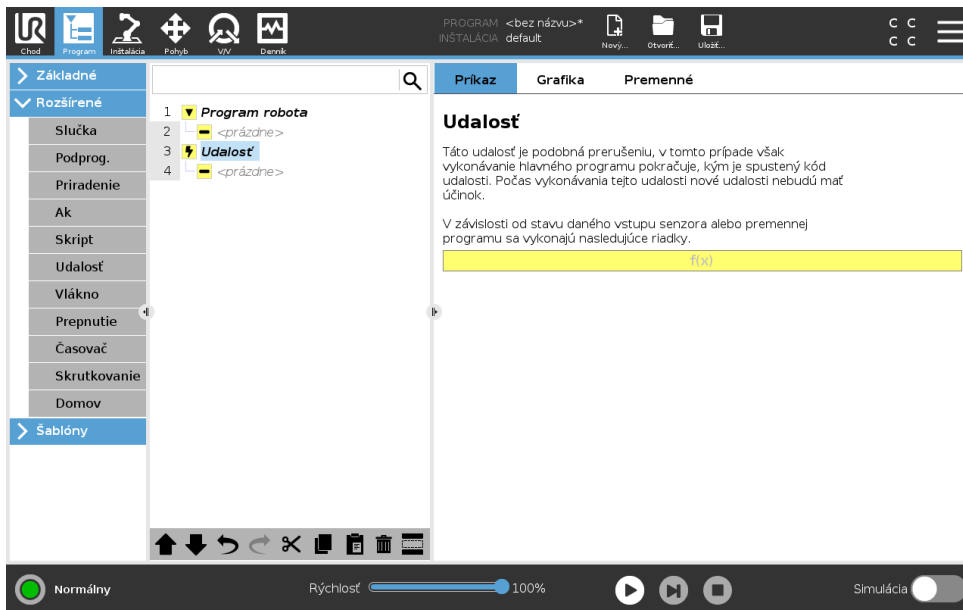 PROGRAM <bez názvu>*
INŠTALÁCIA default
Chod
Program
Inštalácia
Pohyb
V/V
Denník
Nový...
Otvoriť...
Uložiť...
C C
C C
Základné
Rozšírené
Slučka
Podprog.
Priradenie
Ak
Skript
Udalosť
Vlákno
Prepnutie
Časovač
Skrutkovanie
Domov
Šablóny
1 Program robota
2 <prázdne>
3 Udalosť
4 <prázdne>
Príkaz Grafika Premenné
Udalosť
Táto udalosť je podobná prerušeniu, v tomto prípade však
vykonávanie hlavného programu pokračuje, kým je spustený kód
udalosti. Počas vykonávania tejto udalosti nové udalosti nebudú mať
účinok.
V závislosti od stavu daného vstupu senzora alebo premennej
programu sa vykonajú nasledujúce riadky.
f(x)
Normálny
Rýchlosť 100%
Simulácia